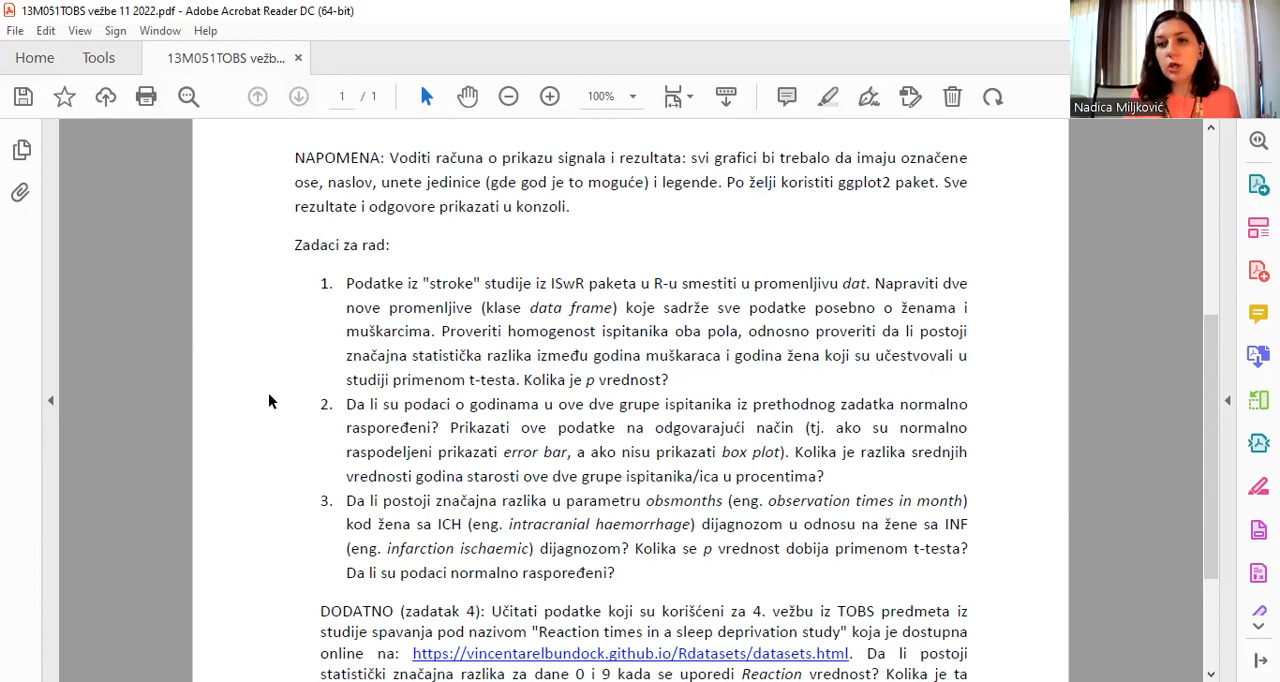 13M051TOBS vežbe 11 2022.pdf - Adobe Acrobat Reader DC (64-bit)
File Edit View Sign Window Help
Home Tools 13M051TOBS vežb... ×
1 / 1 100%
Nadica Miljković
NAPOMENA: Voditi računa o prikazu signala i rezultata: svi grafici bi trebalo da imaju označene
ose, naslov, unete jedinice (gde god je to moguće) i legende. Po želji koristiti ggplot2 paket. Sve
rezultate i odgovore prikazati u konzoli.
Zadaci za rad:
1. Podatke iz "stroke" studije iz ISwR paketa u R-u smestiti u promenljivu dat. Napraviti dve
nove promenljive (klase data frame) koje sadrže sve podatke posebno o ženama i
muškarcima. Proveriti homogenost ispitanika oba pola, odnosno proveriti da li postoji
značajna statistička razlika između godina muškaraca i godina žena koji su učestvovali u
studiji primenom t-testa. Kolika je p vrednost?
2. Da li su podaci o godinama u ove dve grupe ispitanika iz prethodnog zadatka normalno
raspoređeni? Prikazati ove podatke na odgovarajući način (tj. ako su normalno
raspodeljeni prikazati error bar, a ako nisu prikazati box plot). Kolika je razlika srednjih
vrednosti godina starosti ove dve grupe ispitanika/ica u procentima?
3. Da li postoji značajna razlika u parametru obsmonths (eng. observation times in month)
kod žena sa ICH (eng. intracranial haemorrhage) dijagnozom u odnosu na žene sa INF
(eng. infarction ischaemic) dijagnozom? Kolika se p vrednost dobija primenom t-testa?
Da li su podaci normalno raspoređeni?
DODATNO (zadatak 4): Učitati podatke koji su korišćeni za 4. vežbu iz TOBS predmeta iz
studije spavanja pod nazivom "Reaction times in a sleep deprivation study" koja je dostupna
online na: https://vincentarelbundock.github.io/Rdatasets/datasets.html. Da li postoji
statistički značajna razlika za dane 0 i 9 kada se uporedi Reaction vrednost? Kolika je ta